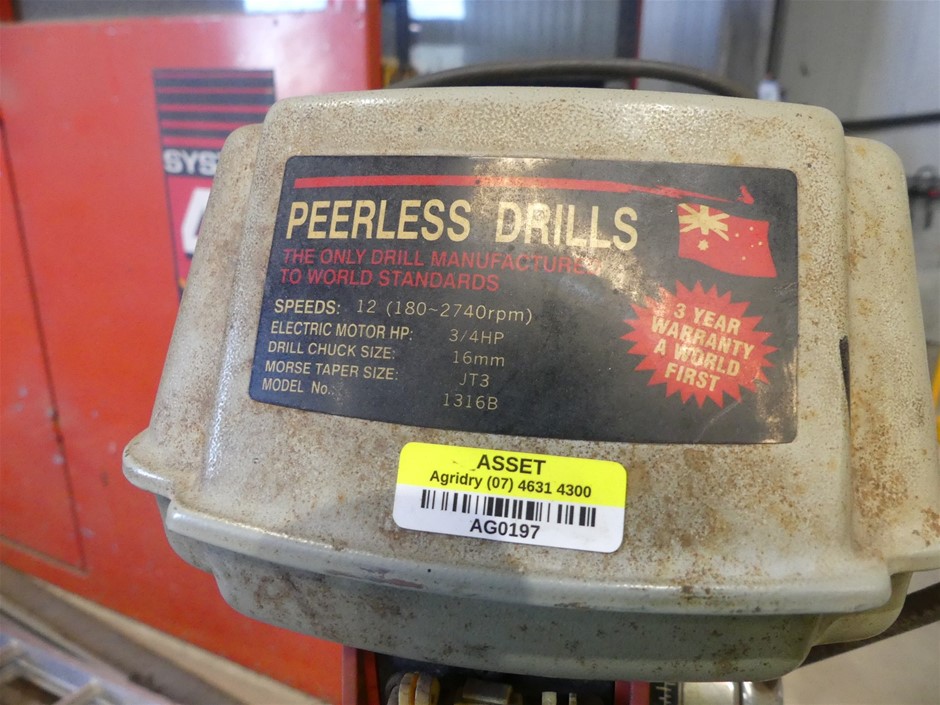 SYST
PEERLESS DRILLS
THE ONLY DRILL MANUFACTURED
TO WORLD STANDARDS
SPEEDS: 12 (180~2740rpm)
ELECTRIC MOTOR HP: 3/4HP
DRILL CHUCK SIZE: 16mm
MORSE TAPER SIZE: JT3
MODEL No.: 1316B
3 YEAR
WARRANTY
A WORLD
FIRST
ASSET
Agridry (07) 4631 4300
AG0197